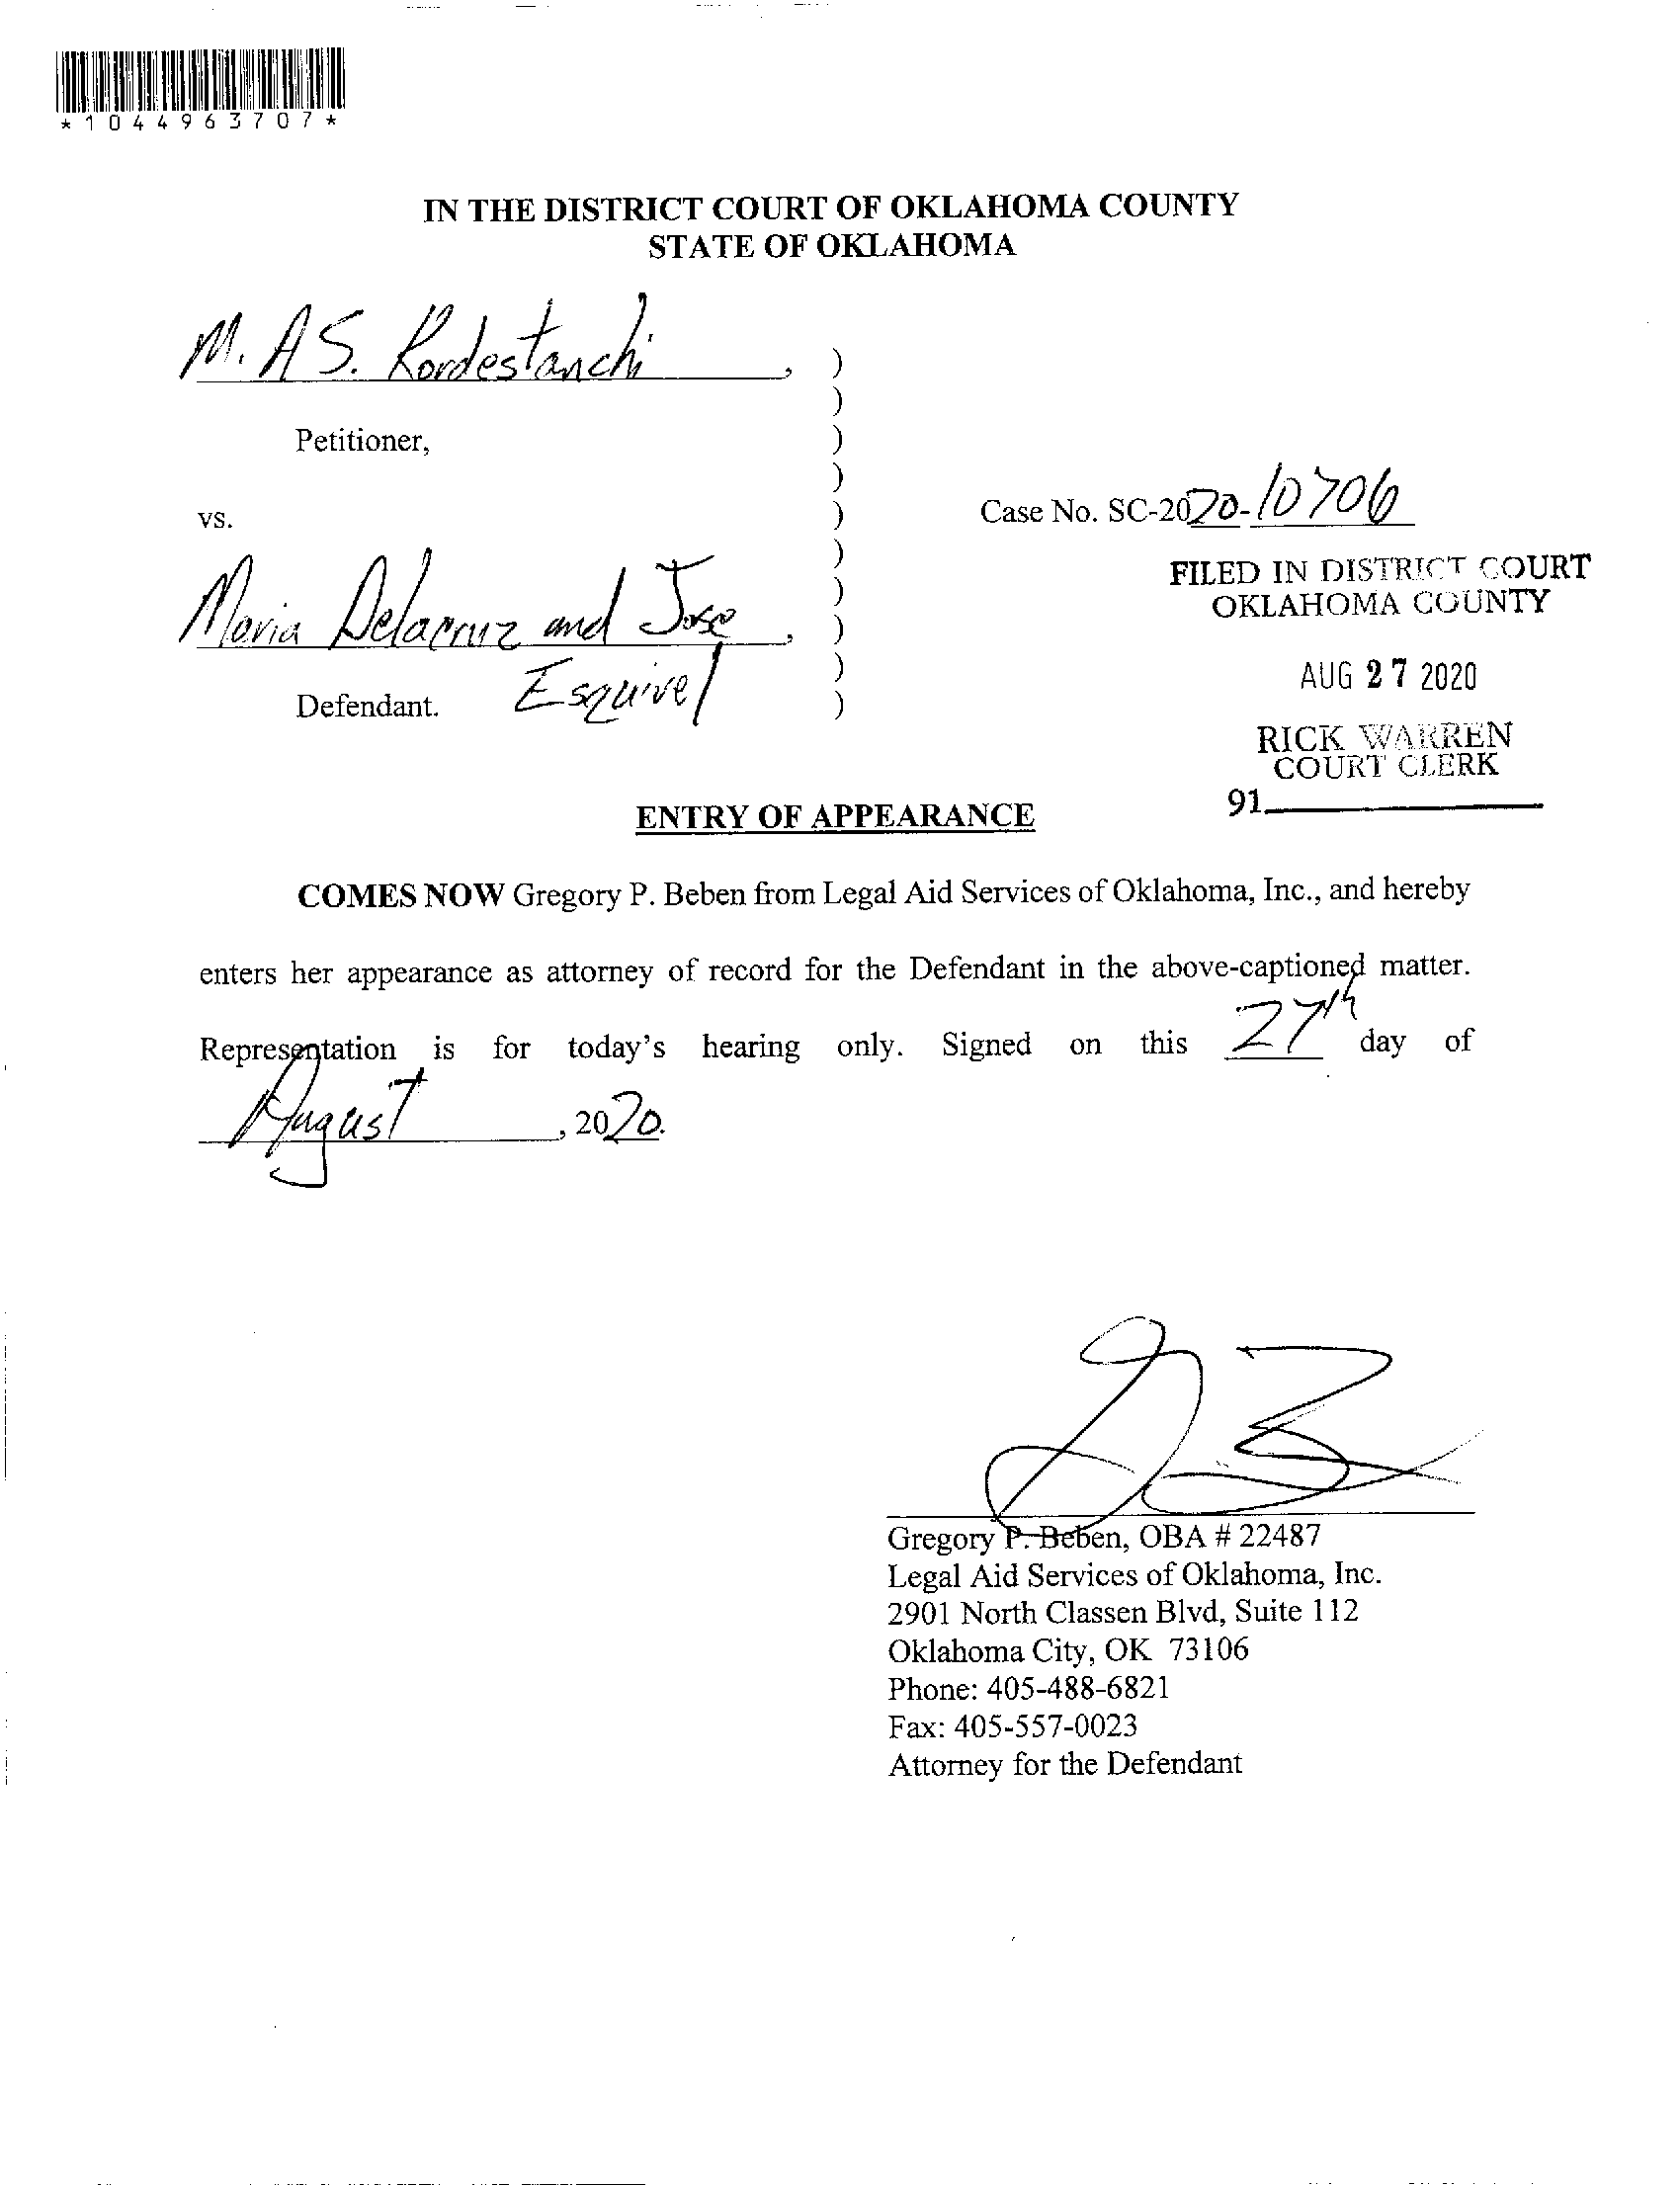 *1044963707*
IN THE DISTRICT COURT OF OKLAHOMA COUNTY
STATE OF OKLAHOMA
M. A S. Kordestanchi, )
)
Petitioner, )
)
vs. )
Case No. SC-2020-10706
)
Maria Delacruz and Jose, )
Esquivel )
Defendant. )
FILED IN DISTRICT COURT
OKLAHOMA COUNTY
AUG 27 2020
RICK WARREN
COURT CLERK
91
ENTRY OF APPEARANCE
COMES NOW Gregory P. Beben from Legal Aid Services of Oklahoma, Inc., and hereby
enters her appearance as attorney of record for the Defendant in the above-captioned matter.
Representation is for today's hearing only. Signed on this 27th day of
August, 2020.
Gregory P. Beben, OBA # 22487
Legal Aid Services of Oklahoma, Inc.
2901 North Classen Blvd, Suite 112
Oklahoma City, OK 73106
Phone: 405-488-6821
Fax: 405-557-0023
Attorney for the Defendant